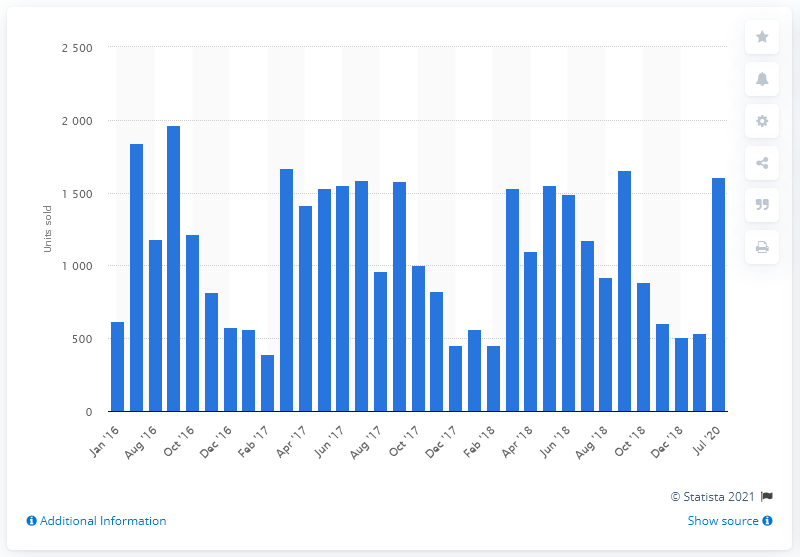 2 500
2 000
1 500
1 000
500
0
Units sold
Jan '16
Aug '16
Oct '16
Dec '16
Feb '17
Apr '17
Jun '17
Aug '17
Oct '17
Dec '17
Feb '18
Apr '18
Jun '18
Aug '18
Oct '18
Dec '18
Jul '20
© Statista 2021
Additional Information
Show source